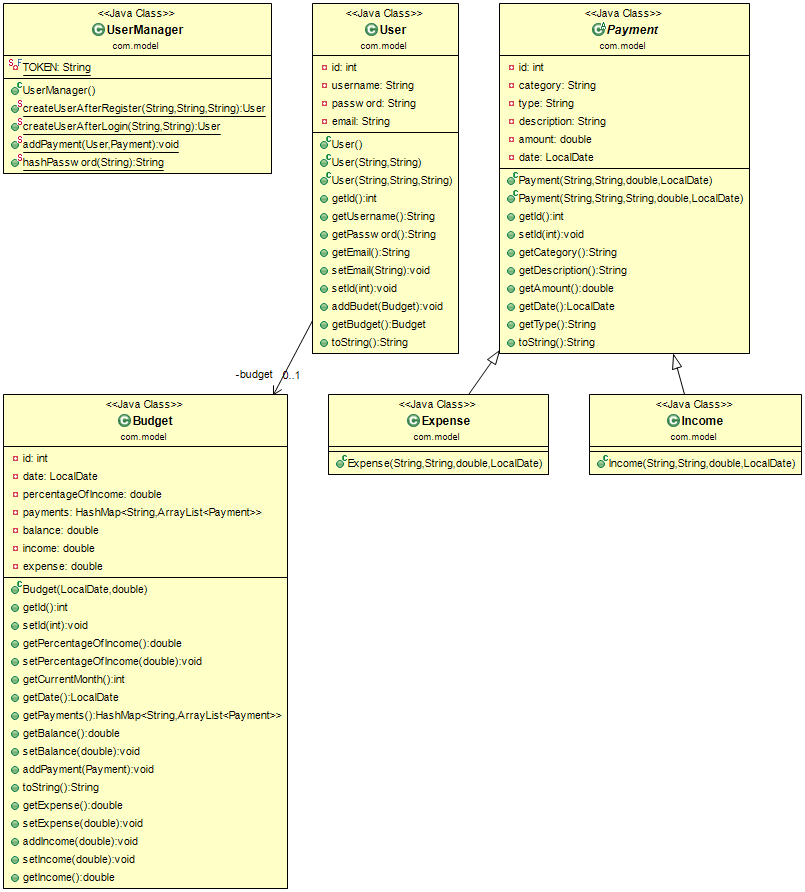 <<Java Class>>
UserManager
com.model
TOKEN: String
UserManager()
createUserAfterRegister(String,String,String):User
createUserAfterLogin(String,String):User
addPayment(User,Payment):void
hashPassword(String):String
<<Java Class>>
User
com.model
id: int
username: String
password: String
email: String
User()
User(String,String)
User(String,String,String)
getId():int
getUsername():String
getPassword():String
getEmail():String
setEmail(String):void
setId(int):void
addBudet(Budget):void
getBudget():Budget
toString():String
<<Java Class>>
Payment
com.model
id: int
category: String
type: String
description: String
amount: double
date: LocalDate
Payment(String,String,double,LocalDate)
Payment(String,String,String,double,LocalDate)
getId():int
setId(int):void
getCategory():String
getDescription():String
getAmount():double
getDate():LocalDate
getType():String
toString():String
-budget 0..1
<<Java Class>>
Budget
com.model
id: int
date: LocalDate
percentageOfIncome: double
payments: HashMap<String,ArrayList<Payment>>
balance: double
income: double
expense: double
Budget(LocalDate,double)
getId():int
setId(int):void
getPercentageOfIncome():double
setPercentageOfIncome(double):void
getCurrentMonth():int
getDate():LocalDate
getPayments():HashMap<String,ArrayList<Payment>>
getBalance():double
setBalance(double):void
addPayment(Payment):void
toString():String
getExpense():double
setExpense(double):void
addIncome(double):void
setIncome(double):void
getIncome():double
<<Java Class>>
Expense
com.model
Expense(String,String,double,LocalDate)
<<Java Class>>
Income
com.model
Income(String,String,double,LocalDate)